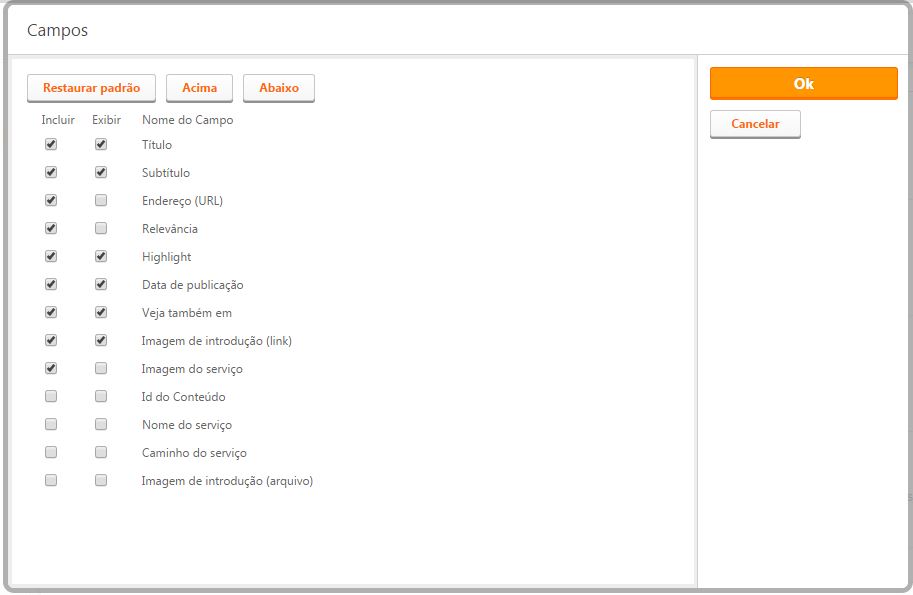 Campos
Restaurar padrão Acima Abaixo
Ok
Cancelar
Incluir Exibir Nome do Campo
Título
Subtítulo
Endereço (URL)
Relevância
Highlight
Data de publicação
Veja também em
Imagem de introdução (link)
Imagem do serviço
Id do Conteúdo
Nome do serviço
Caminho do serviço
Imagem de introdução (arquivo)